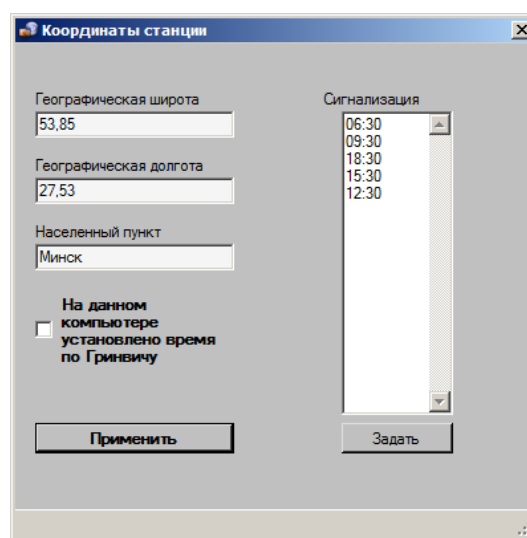 Координаты станции
Географическая широта
53,85
Географическая долгота
27,53
Населенный пункт
Минск
На данном
компьютере
установлено время
по Гринвичу
Применить
Сигнализация
06:30
09:30
18:30
15:30
12:30
Задать